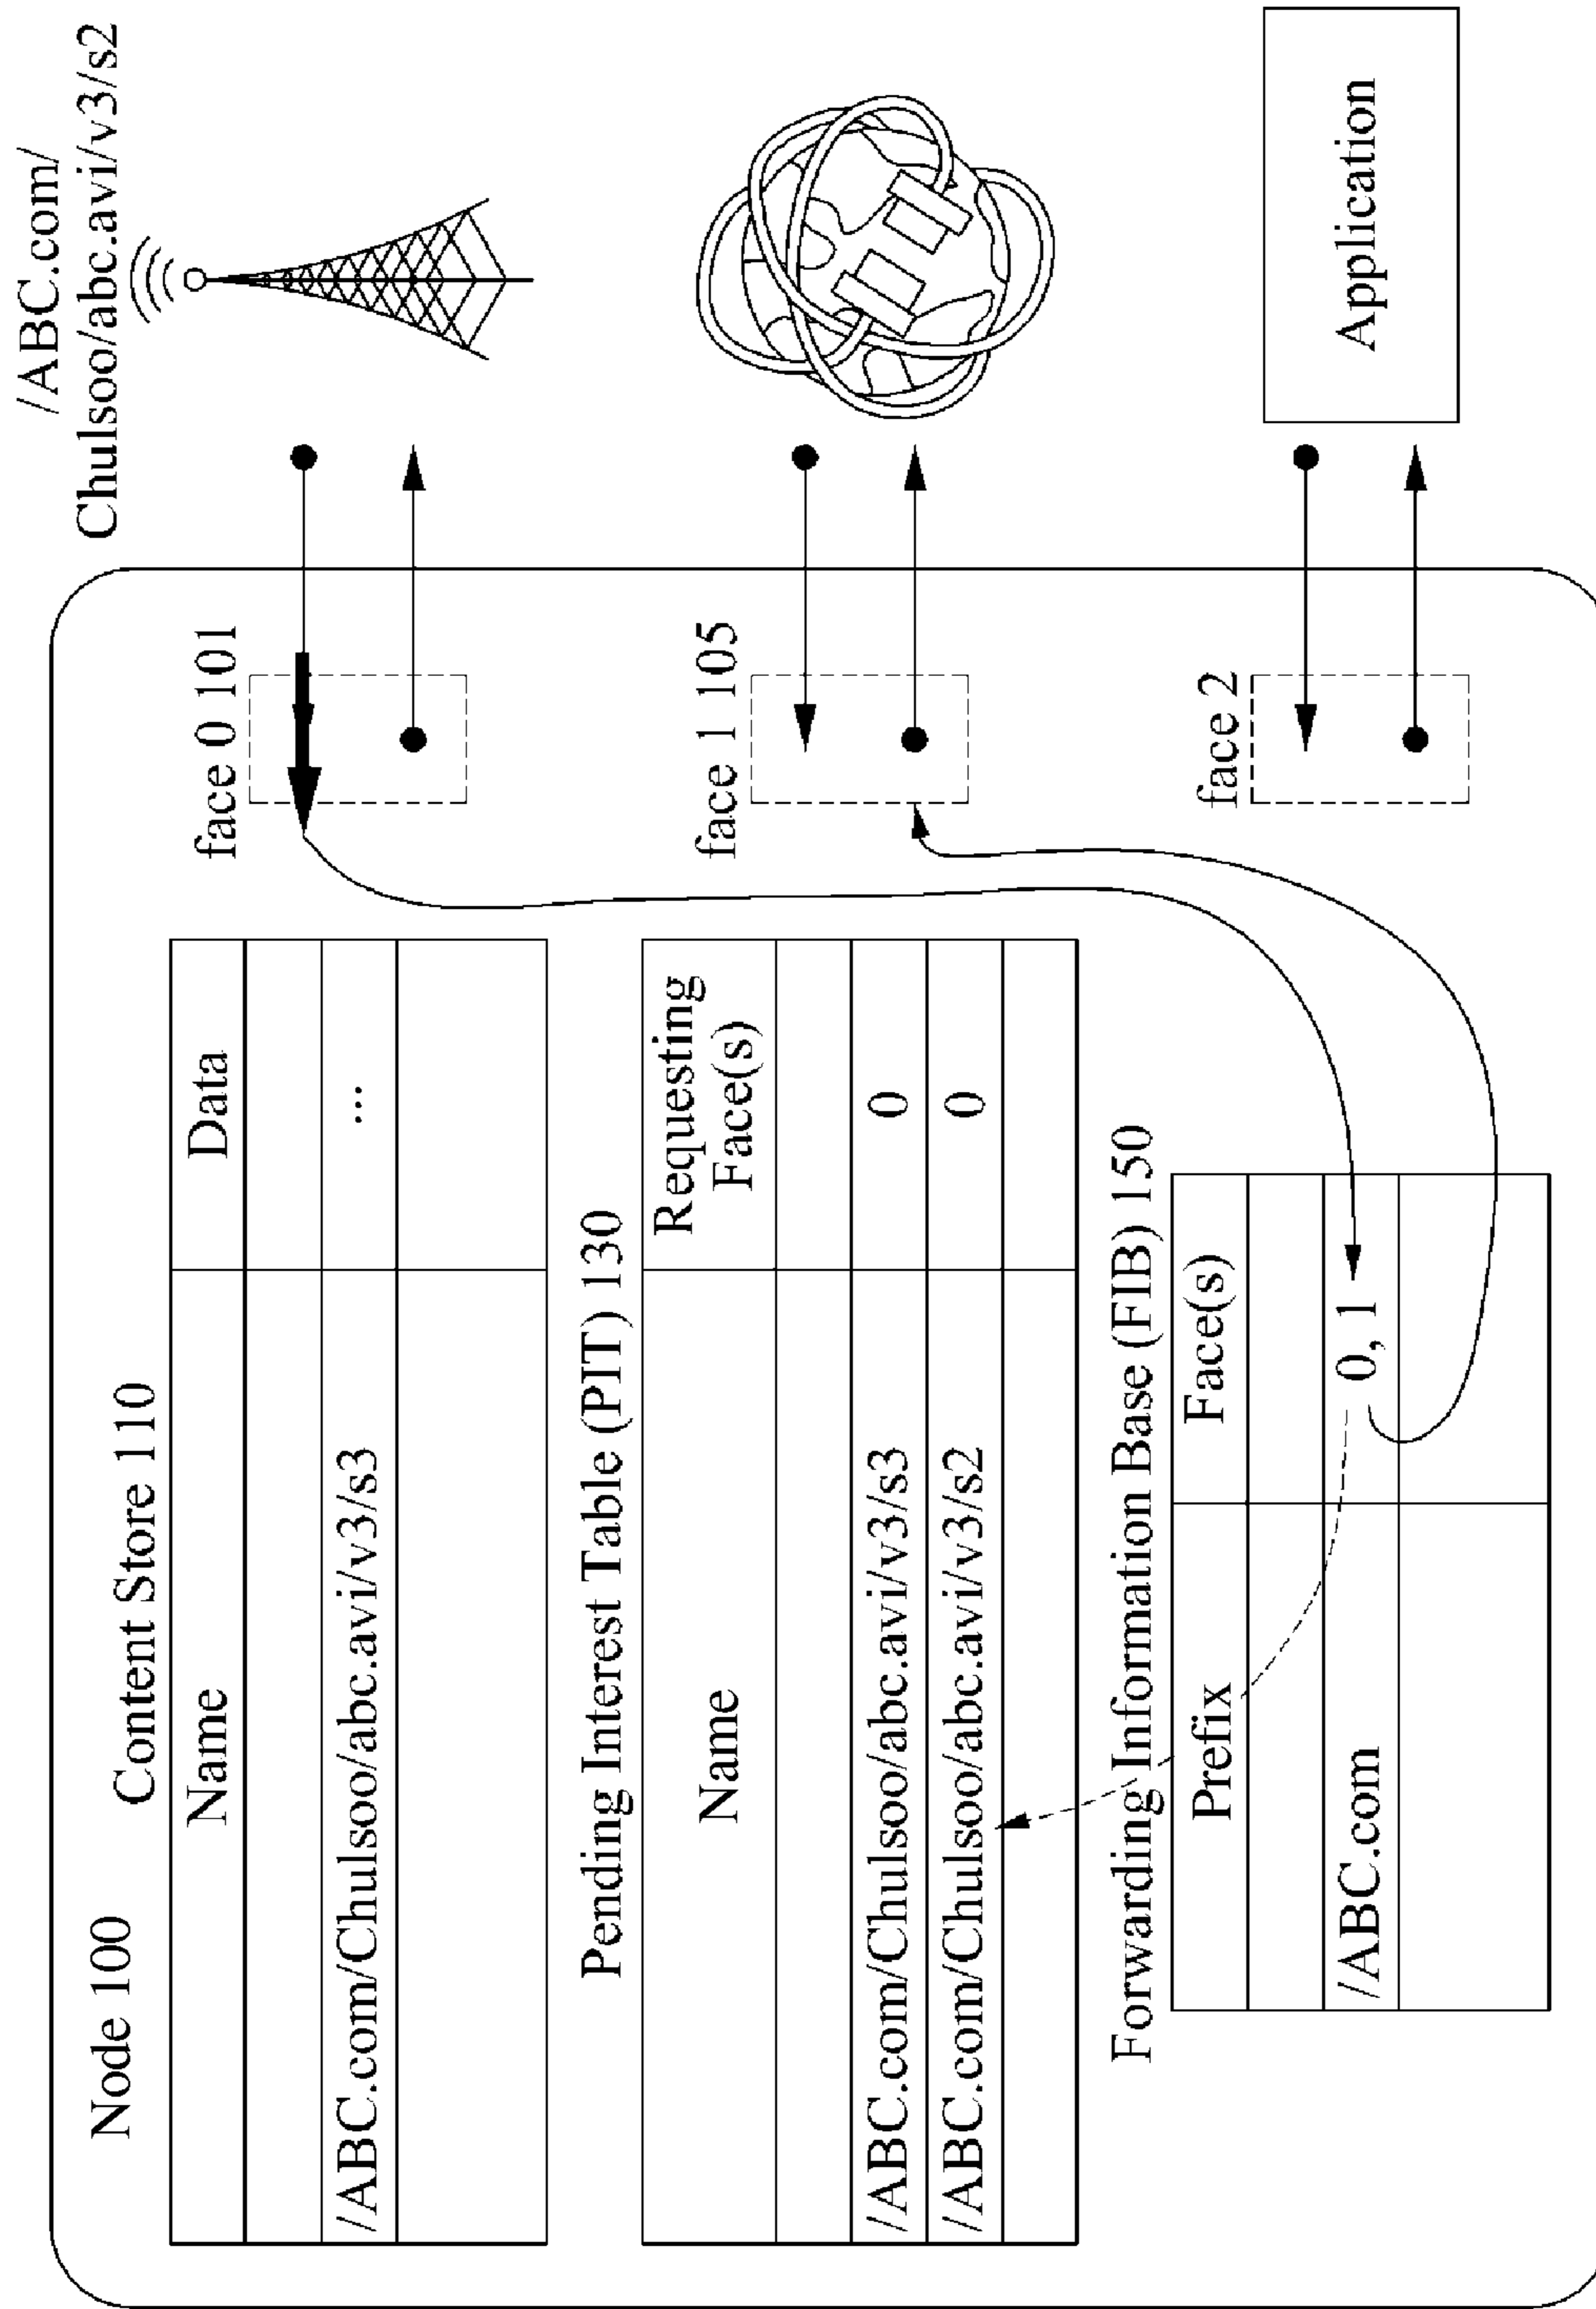 /ABC.com/
Chulsoo/abc.avi/v3/s2
Node 100
Content Store 110
Name Data
/ABC.com/Chulsoo/abc.avi/v3/s3 ...
face 0 101
Pending Interest Table (PIT) 130
Name Requesting
Face(s)
/ABC.com/Chulsoo/abc.avi/v3/s3 0
/ABC.com/Chulsoo/abc.avi/v3/s2 0
face 1 105
Forwarding Information Base (FIB) 150
Prefix Face(s)
/ABC.com 0, 1
face 2
Application